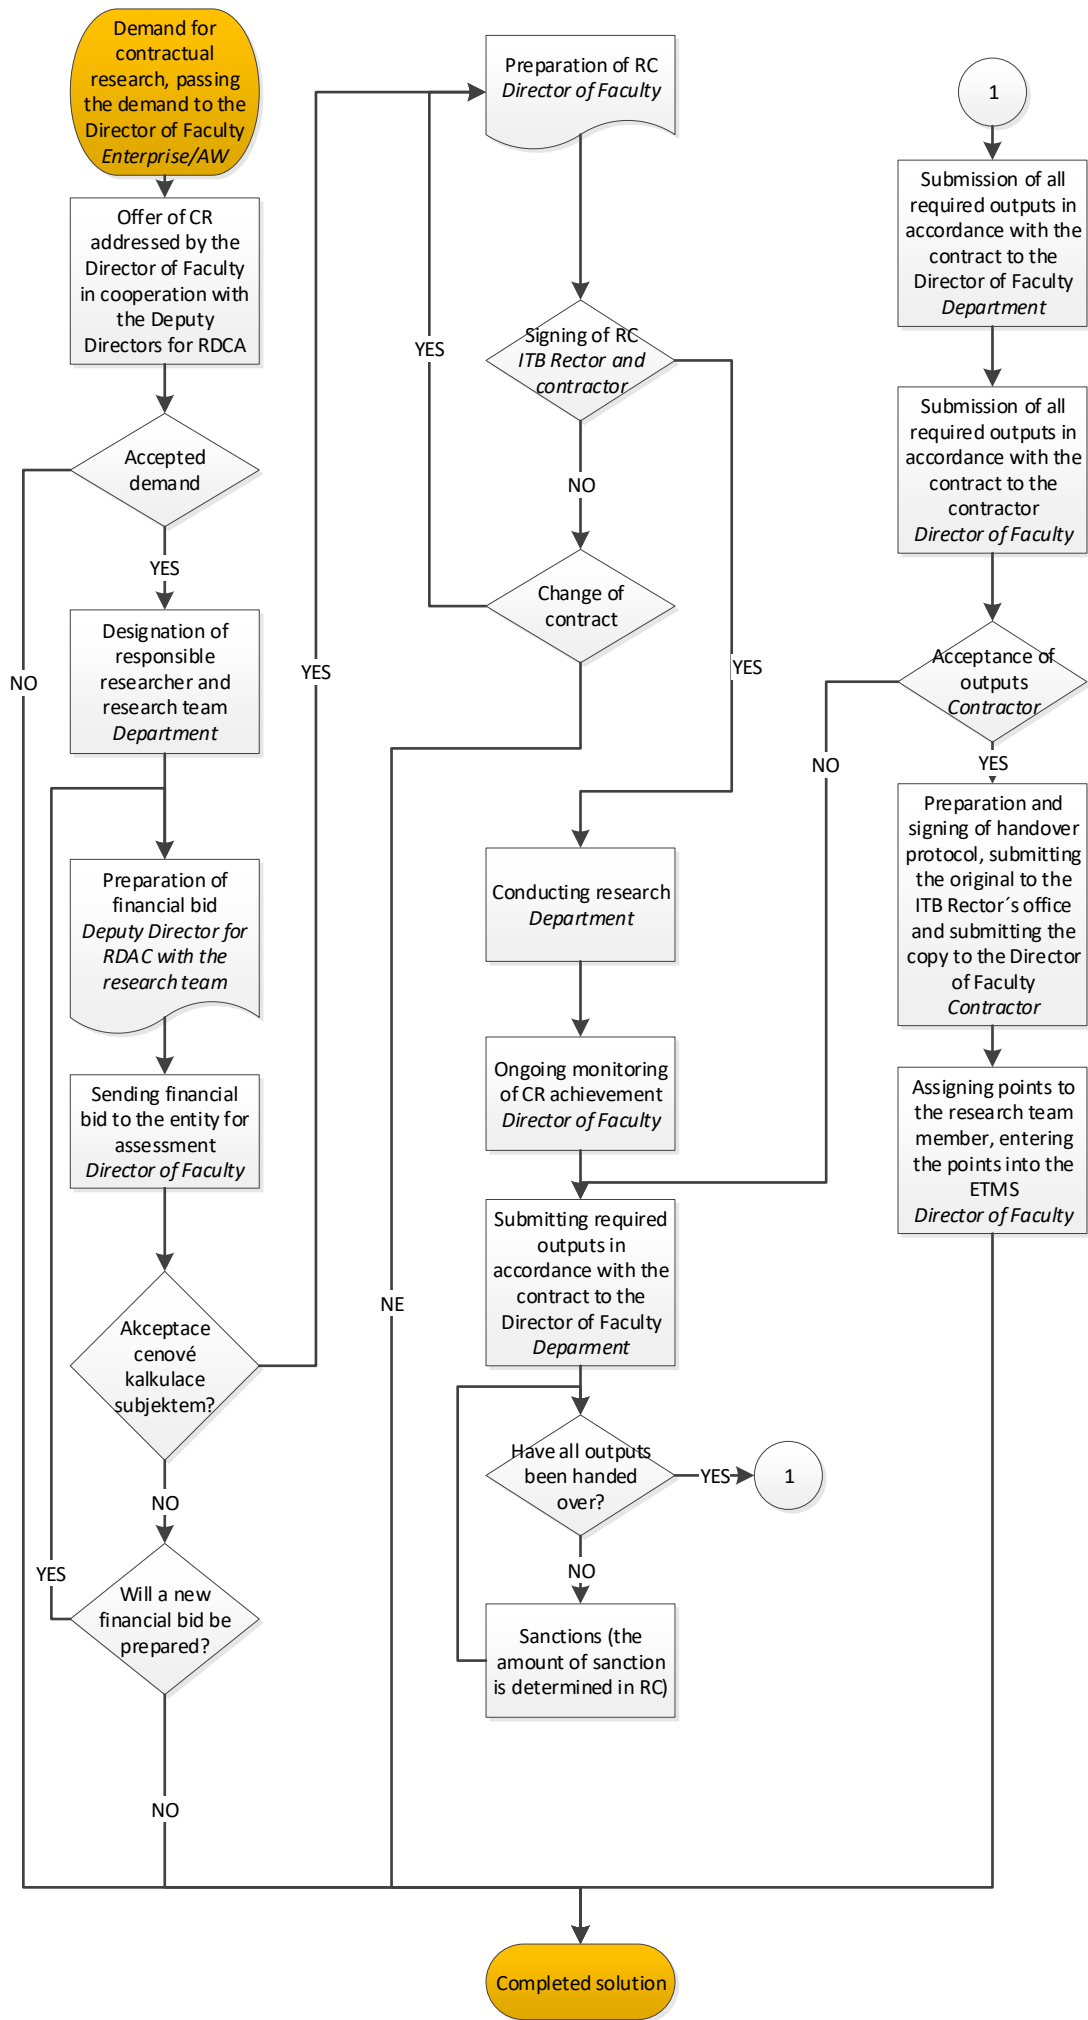 Demand for
contractual
research, passing
the demand to the
Director of Faculty
Enterprise/AW
Offer of CR
addressed by the
Director of Faculty
in cooperation with
the Deputy
Directors for RDCA
Accepted
demand
YES
NO
Designation of
responsible
researcher and
research team
Department
Preparation of
financial bid
Deputy Director for
RDAC with the
research team
Sending financial
bid to the entity for
assessment
Director of Faculty
Akceptace
cenové
kalkulace
subjektem?
YES
NO
Will a new
financial bid be
prepared?
YES
NO
Preparation of RC
Director of Faculty
Signing of RC
ITB Rector and
contractor
YES
NO
Change of
contract
YES
NE
Conducting research
Department
Ongoing monitoring
of CR achievement
Director of Faculty
Submitting required
outputs in
accordance with the
contract to the
Director of Faculty
Deparment
Have all outputs
been handed
over?
YES
1
NO
Sanctions (the
amount of sanction
is determined in RC)
1
Submission of all
required outputs in
accordance with the
contract to the
Director of Faculty
Department
Submission of all
required outputs in
accordance with the
contract to the
contractor
Director of Faculty
Acceptance of
outputs
Contractor
NO
YES
Preparation and
signing of handover
protocol, submitting
the original to the
ITB Rector´s office
and submitting the
copy to the Director
of Faculty
Contractor
Assigning points to
the research team
member, entering
the points into the
ETMS
Director of Faculty
Completed solution